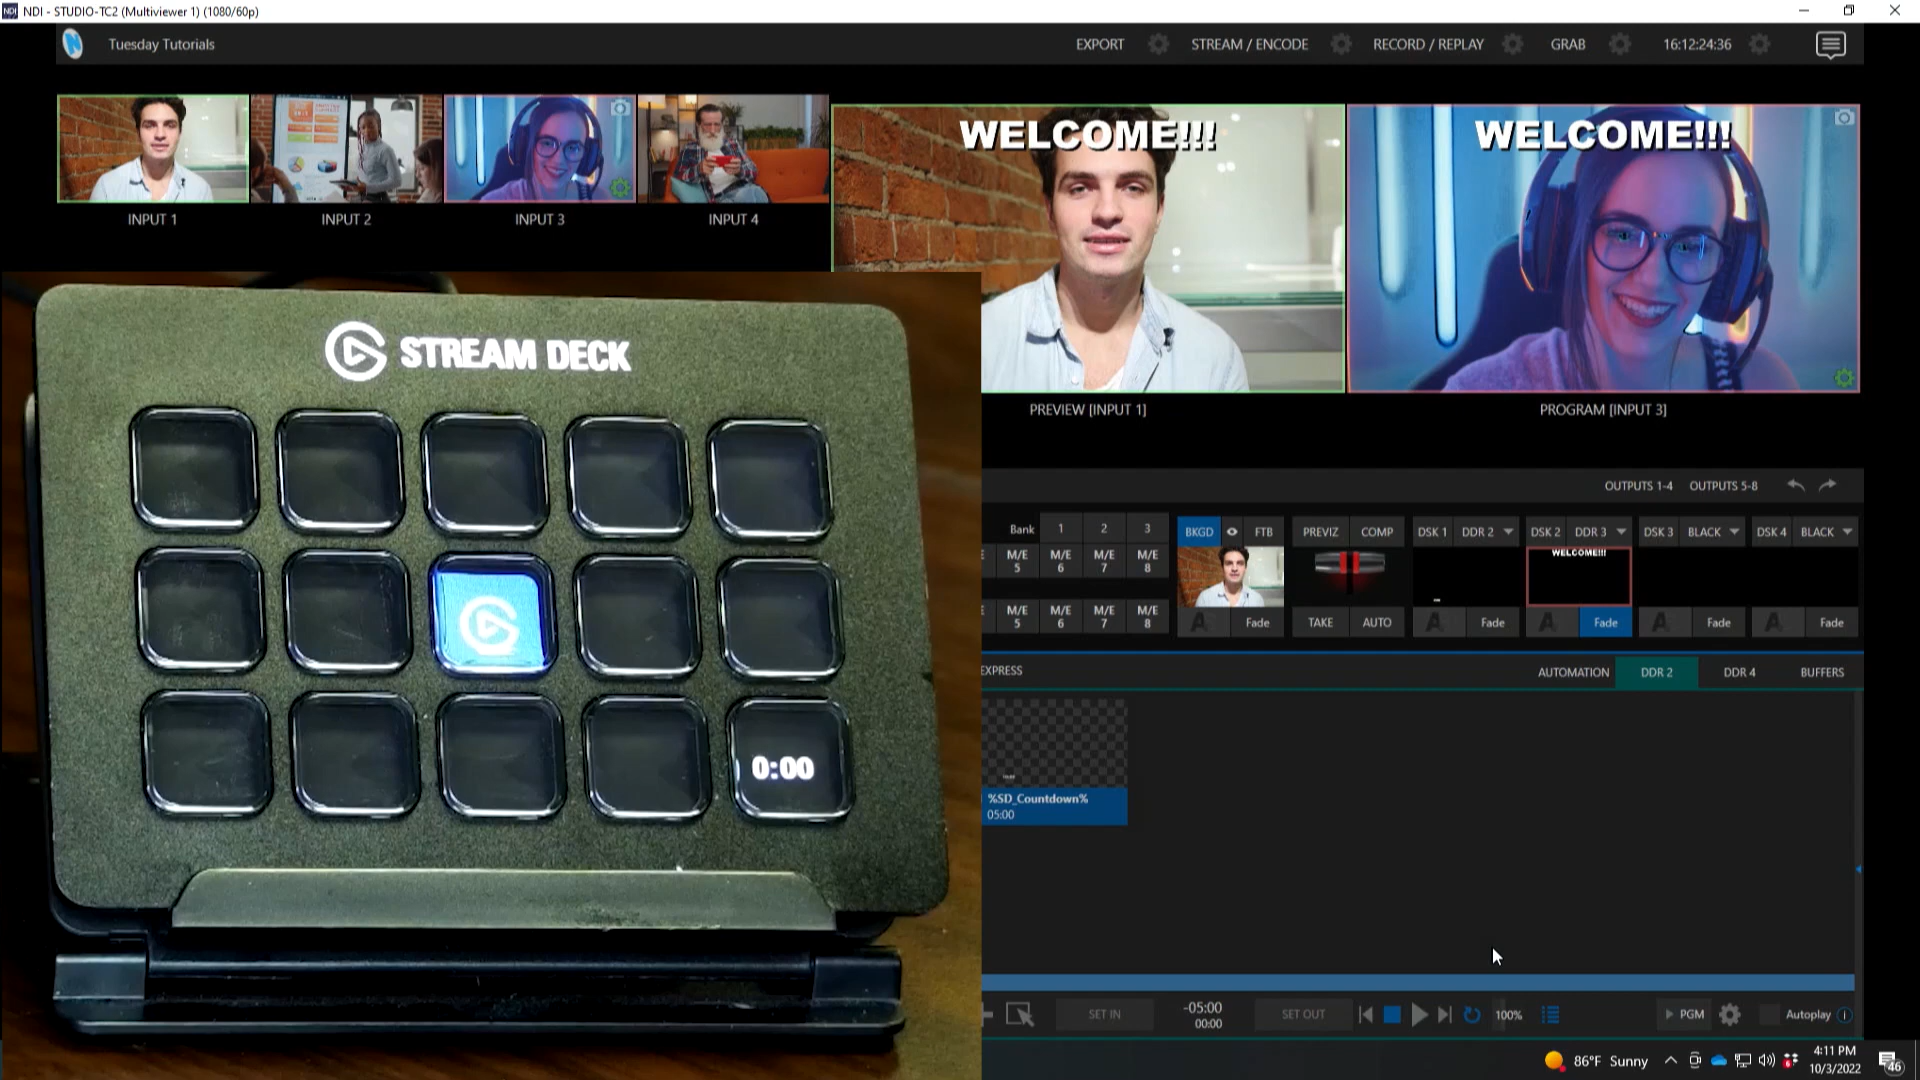 NDI - STUDIO-TC2 (Multiviewer 1) (1080/60p)
Tuesday Tutorials
EXPORT
STREAM / ENCODE
RECORD / REPLAY
GRAB
16:12:24:36
WELCOME!!!
WELCOME!!!
INPUT 1
INPUT 2
INPUT 3
INPUT 4
PREVIEW [INPUT 1]
PROGRAM [INPUT 3]
STREAM DECK
0:00
OUTPUTS 1-4
OUTPUTS 5-8
Bank 1 2 3
BKGD
FTB
PREVIZ
COMP
DSK 1 DDR 2
DSK 2 DDR 3
DSK 3 BLACK
DSK 4 BLACK
M/E 5
M/E 6
M/E 7
M/E 8
WELCOME!!!
M/E 5
M/E 6
M/E 7
M/E 8
Fade
TAKE
AUTO
Fade
Fade
Fade
Fade
EXPRESS
AUTOMATION
DDR 2
DDR 4
BUFFERS
%SD_Countdown%
05:00
SET IN
-05:00
00:00
SET OUT
100%
PGM
Autoplay
86°F Sunny
4:11 PM
10/3/2022
46